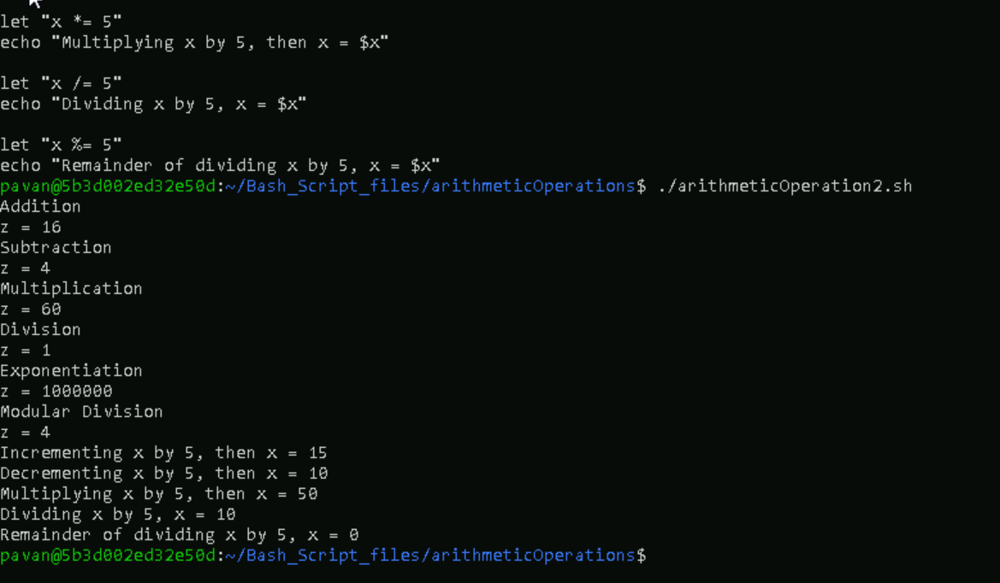 let "x *= 5"
echo "Multiplying x by 5, then x = $x"
let "x /= 5"
echo "Dividing x by 5, x = $x"
let "x %= 5"
echo "Remainder of dividing x by 5, x = $x"
pavan@5b3d002ed32e50d:~/Bash_Script_files/arithmeticOperations$ ./arithmeticOperation2.sh
Addition
z = 16
Subtraction
z = 4
Multiplication
z = 60
Division
z = 1
Exponentiation
z = 1000000
Modular Division
z = 4
Incrementing x by 5, then x = 15
Decrementing x by 5, then x = 10
Multiplying x by 5, then x = 50
Dividing x by 5, x = 10
Remainder of dividing x by 5, x = 0
pavan@5b3d002ed32e50d:~/Bash_Script_files/arithmeticOperations$